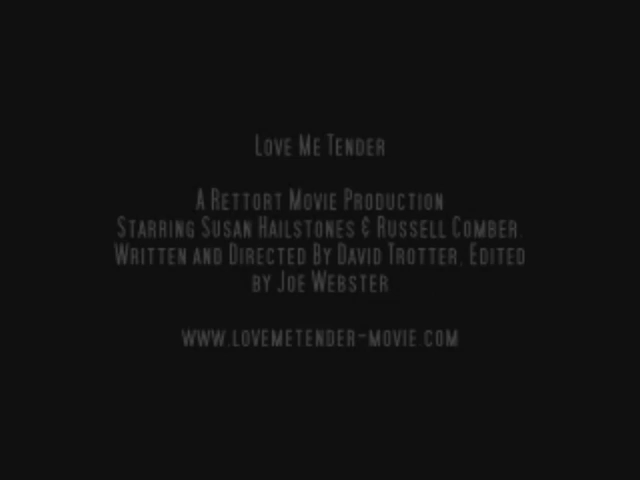 Love Me Tender
A Rettort Movie Production
Starring Susan Hailstones & Russell Comber.
Written and Directed By David Trotter, Edited
by Joe Webster
www.lovemetender-movie.com